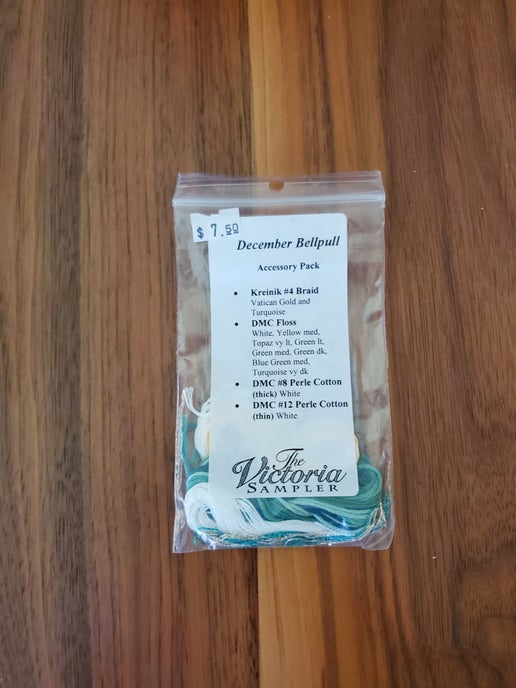 $ 7.50
December Bellpull
Accessory Pack
• Kreinik #4 Braid
Vatican Gold and
Turquoise
• DMC Floss
White, Yellow med,
Topaz vy lt, Green lt,
Green med, Green dk,
Blue Green med,
Turquoise vy dk
• DMC #8 Perle Cotton
(thick) White
• DMC #12 Perle Cotton
(thin) White
The
Victoria
SAMPLER